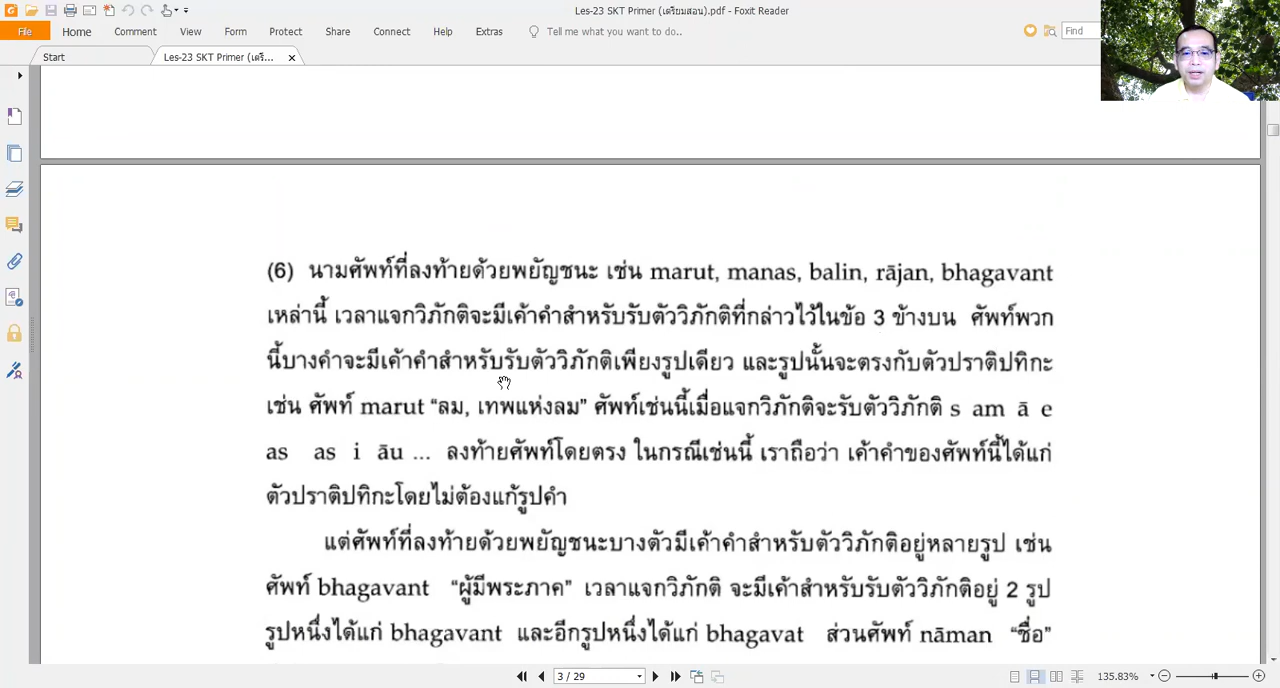 Les-23 SKT Primer (เตรียมสอน).pdf - Foxit Reader
File Home Comment View Form Protect Share Connect Help Extras Tell me what you want to do.. Find
Start Les-23 SKT Primer (เตรี...
(6) นามศัพท์ที่ลงท้ายด้วยพยัญชนะ เช่น marut, manas, balin, rājan, bhagavant
เหล่านี้ เวลาแจกวิภักติจะมีเค้าคำสำหรับรับตัววิภักติที่กล่าวไว้ในข้อ 3 ข้างบน ศัพท์พวก
นี้บางคำจะมีเค้าคำสำหรับรับตัววิภักติเพียงรูปเดียว และรูปนั้นจะตรงกับตัวปราติปทิกะ
เช่น ศัพท์ marut “ลม, เทพแห่งลม” ศัพท์เช่นนี้เมื่อแจกวิภักติจะรับตัววิภักติ s am ā e
as as i āu ... ลงท้ายศัพท์โดยตรง ในกรณีเช่นนี้ เราถือว่า เค้าคำของศัพท์นี้ได้แก่
ตัวปราติปทิกะโดยไม่ต้องแก้รูปคำ
แต่ศัพท์ที่ลงท้ายด้วยพยัญชนะบางตัวมีเค้าคำสำหรับตัววิภักติอยู่หลายรูป เช่น
ศัพท์ bhagavant “ผู้มีพระภาค” เวลาแจกวิภักติ จะมีเค้าสำหรับรับตัววิภักติอยู่ 2 รูป
รูปหนึ่งได้แก่ bhagavant และอีกรูปหนึ่งได้แก่ bhagavat ส่วนศัพท์ nāman “ชื่อ”
3 / 29 135.83%